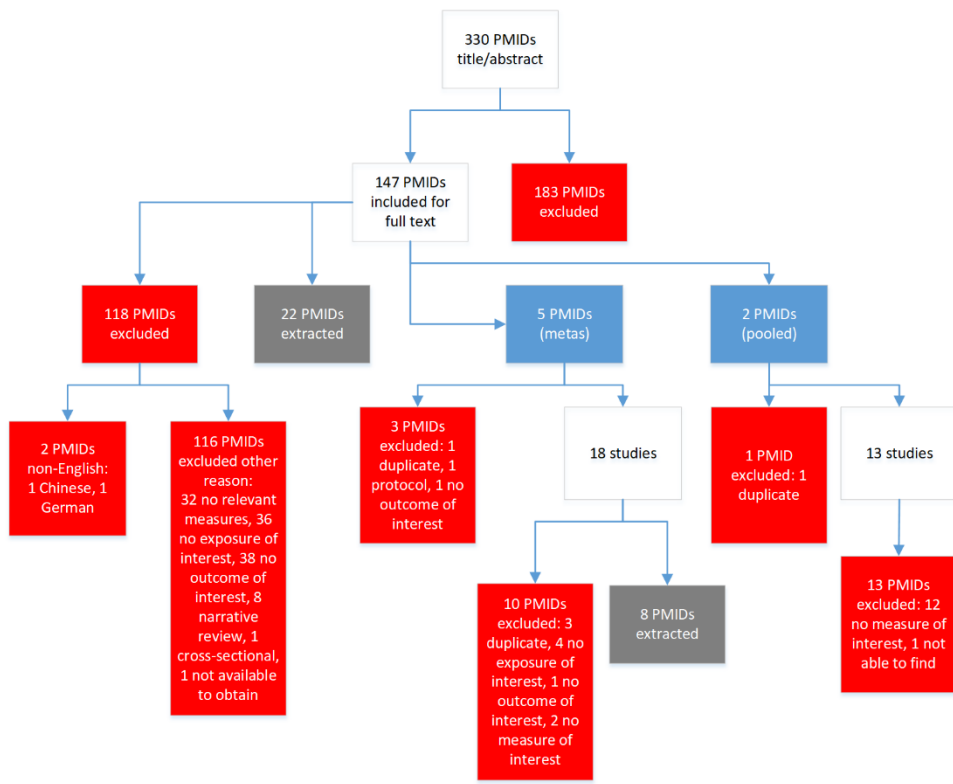 330 PMIDs
title/abstract
147 PMIDs
included for
full text
183 PMIDs
excluded
118 PMIDs
excluded
22 PMIDs
extracted
5 PMIDs
(metas)
2 PMIDs
(pooled)
2 PMIDs
non-English:
1 Chinese, 1
German
116 PMIDs
excluded other
reason:
32 no relevant
measures, 36
no exposure of
interest, 38 no
outcome of
interest, 8
narrative
review, 1
cross-sectional,
1 not available
to obtain
3 PMIDs
excluded: 1
duplicate, 1
protocol, 1 no
outcome of
interest
18 studies
1 PMID
excluded: 1
duplicate
13 studies
10 PMIDs
excluded: 3
duplicate, 4 no
exposure of
interest, 1 no
outcome of
interest, 2 no
measure of
interest
8 PMIDs
extracted
13 PMIDs
excluded: 12
no measure of
interest, 1 not
able to find